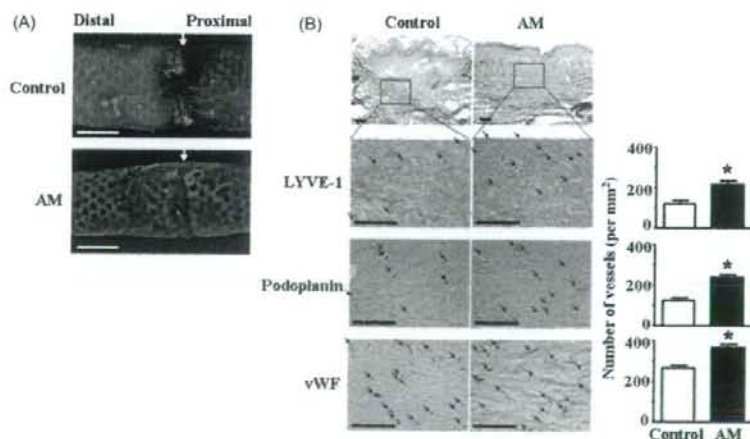 (A)
Distal Proximal
Control
AM
(B)
Control AM
LYVE-1
Podoplanin
vWF
Number of vessels (per mm²)
400
200
0
*
400
200
0
*
400
200
0
*
Control AM